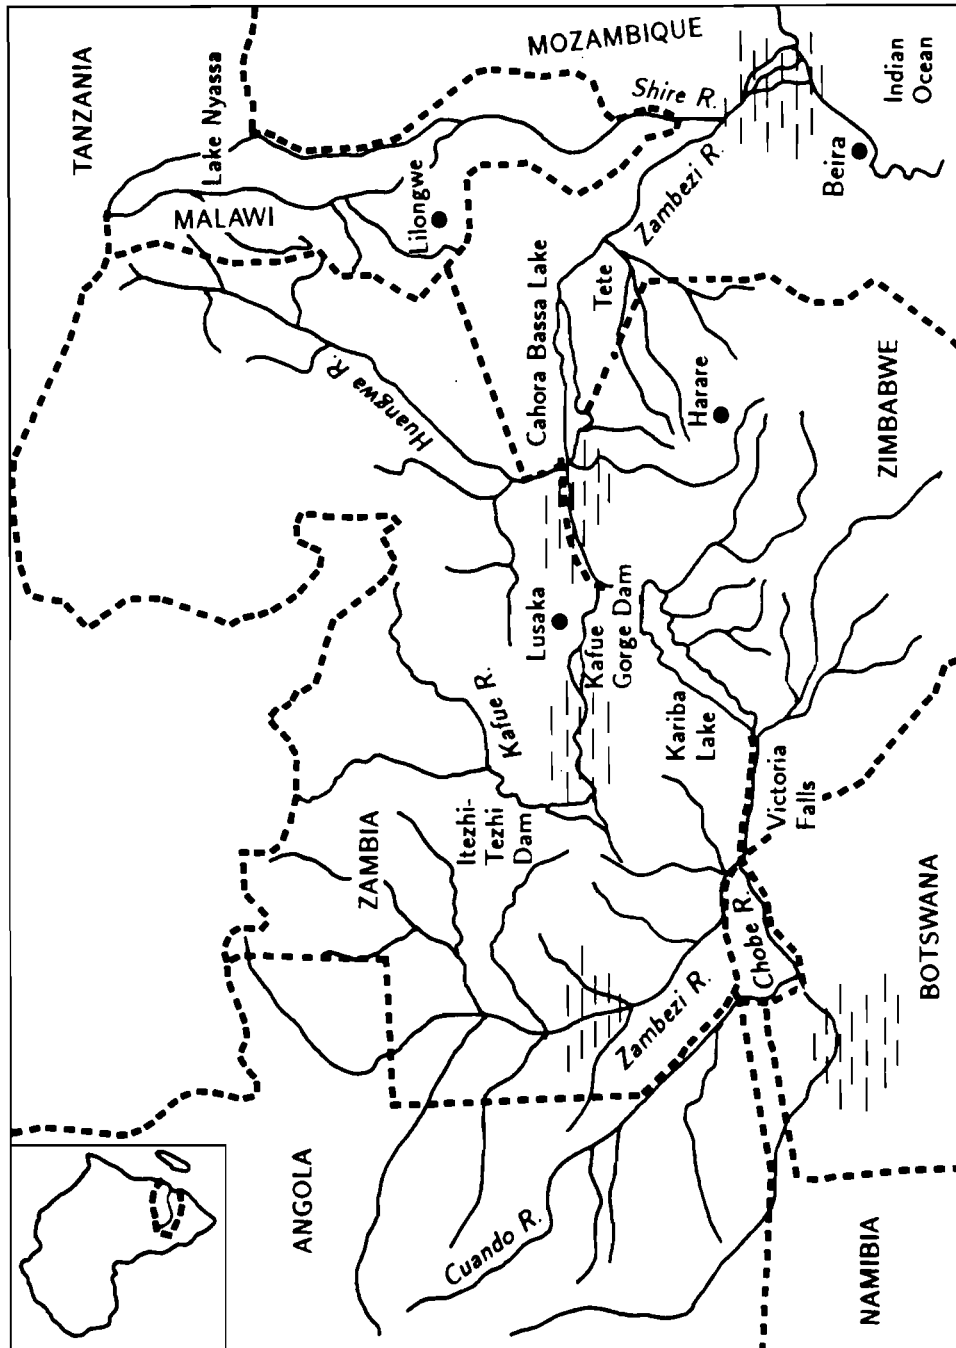 TANZANIA
Lake Nyassa
MALAWI
Lilongwe
MOZAMBIQUE
Shire R.
Indian
Ocean
Beira
Zambezi R.
Tete
Cahora Bassa Lake
Huangwa R.
Harare
ZIMBABWE
Lusaka
Kafue
Gorge Dam
Kafue R.
Kariba
Lake
Victoria
Falls
Itezhi-
Tezhi
Dam
ZAMBIA
Chobe R.
Zambezi R.
BOTSWANA
ANGOLA
Cuando R.
NAMIBIA